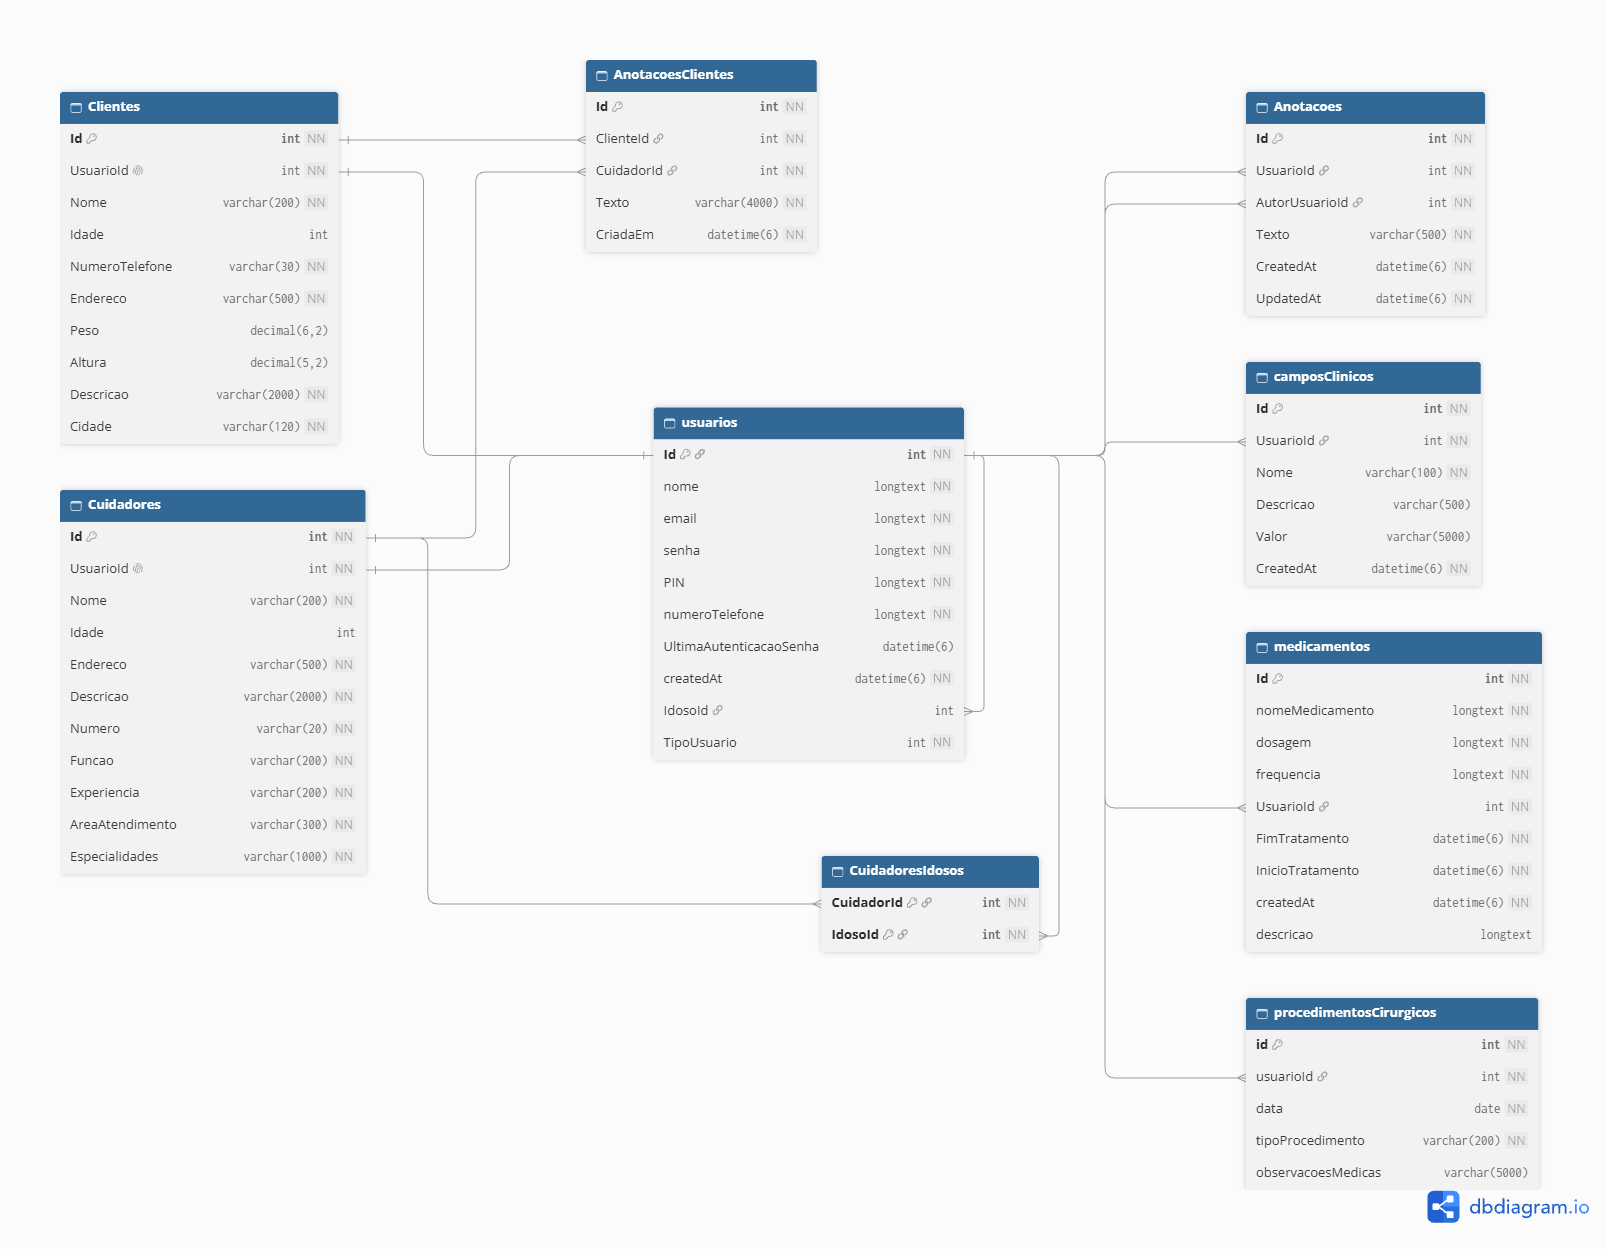 Clientes
Id int NN
UsuarioId int NN
Nome varchar(200) NN
Idade int
NumeroTelefone varchar(30) NN
Endereco varchar(500) NN
Peso decimal(6,2)
Altura decimal(5,2)
Descricao varchar(2000) NN
Cidade varchar(120) NN
Cuidadores
Id int NN
UsuarioId int NN
Nome varchar(200) NN
Idade int
Endereco varchar(500) NN
Descricao varchar(2000) NN
Numero varchar(20) NN
Funcao varchar(200) NN
Experiencia varchar(200) NN
AreaAtendimento varchar(300) NN
Especialidades varchar(1000) NN
AnotacoesClientes
Id int NN
ClienteId int NN
CuidadorId int NN
Texto varchar(4000) NN
CriadaEm datetime(6) NN
usuarios
Id int NN
nome longtext NN
email longtext NN
senha longtext NN
PIN longtext NN
numeroTelefone longtext NN
UltimaAutenticacaoSenha datetime(6)
createdAt datetime(6) NN
IdosoId int
TipoUsuario int NN
CuidadoresIdosos
CuidadorId int NN
IdosoId int NN
Anotacoes
Id int NN
UsuarioId int NN
AutorUsuarioId int NN
Texto varchar(500) NN
CreatedAt datetime(6) NN
UpdatedAt datetime(6) NN
camposClinicos
Id int NN
UsuarioId int NN
Nome varchar(100) NN
Descricao varchar(500)
Valor varchar(5000)
CreatedAt datetime(6) NN
medicamentos
Id int NN
nomeMedicamento longtext NN
dosagem longtext NN
frequencia longtext NN
UsuarioId int NN
FimTratamento datetime(6) NN
InicioTratamento datetime(6) NN
createdAt datetime(6) NN
descricao longtext
procedimentosCirurgicos
id int NN
usuarioId int NN
data date NN
tipoProcedimento varchar(200) NN
observacoesMedicas varchar(5000)
dbdiagram.io